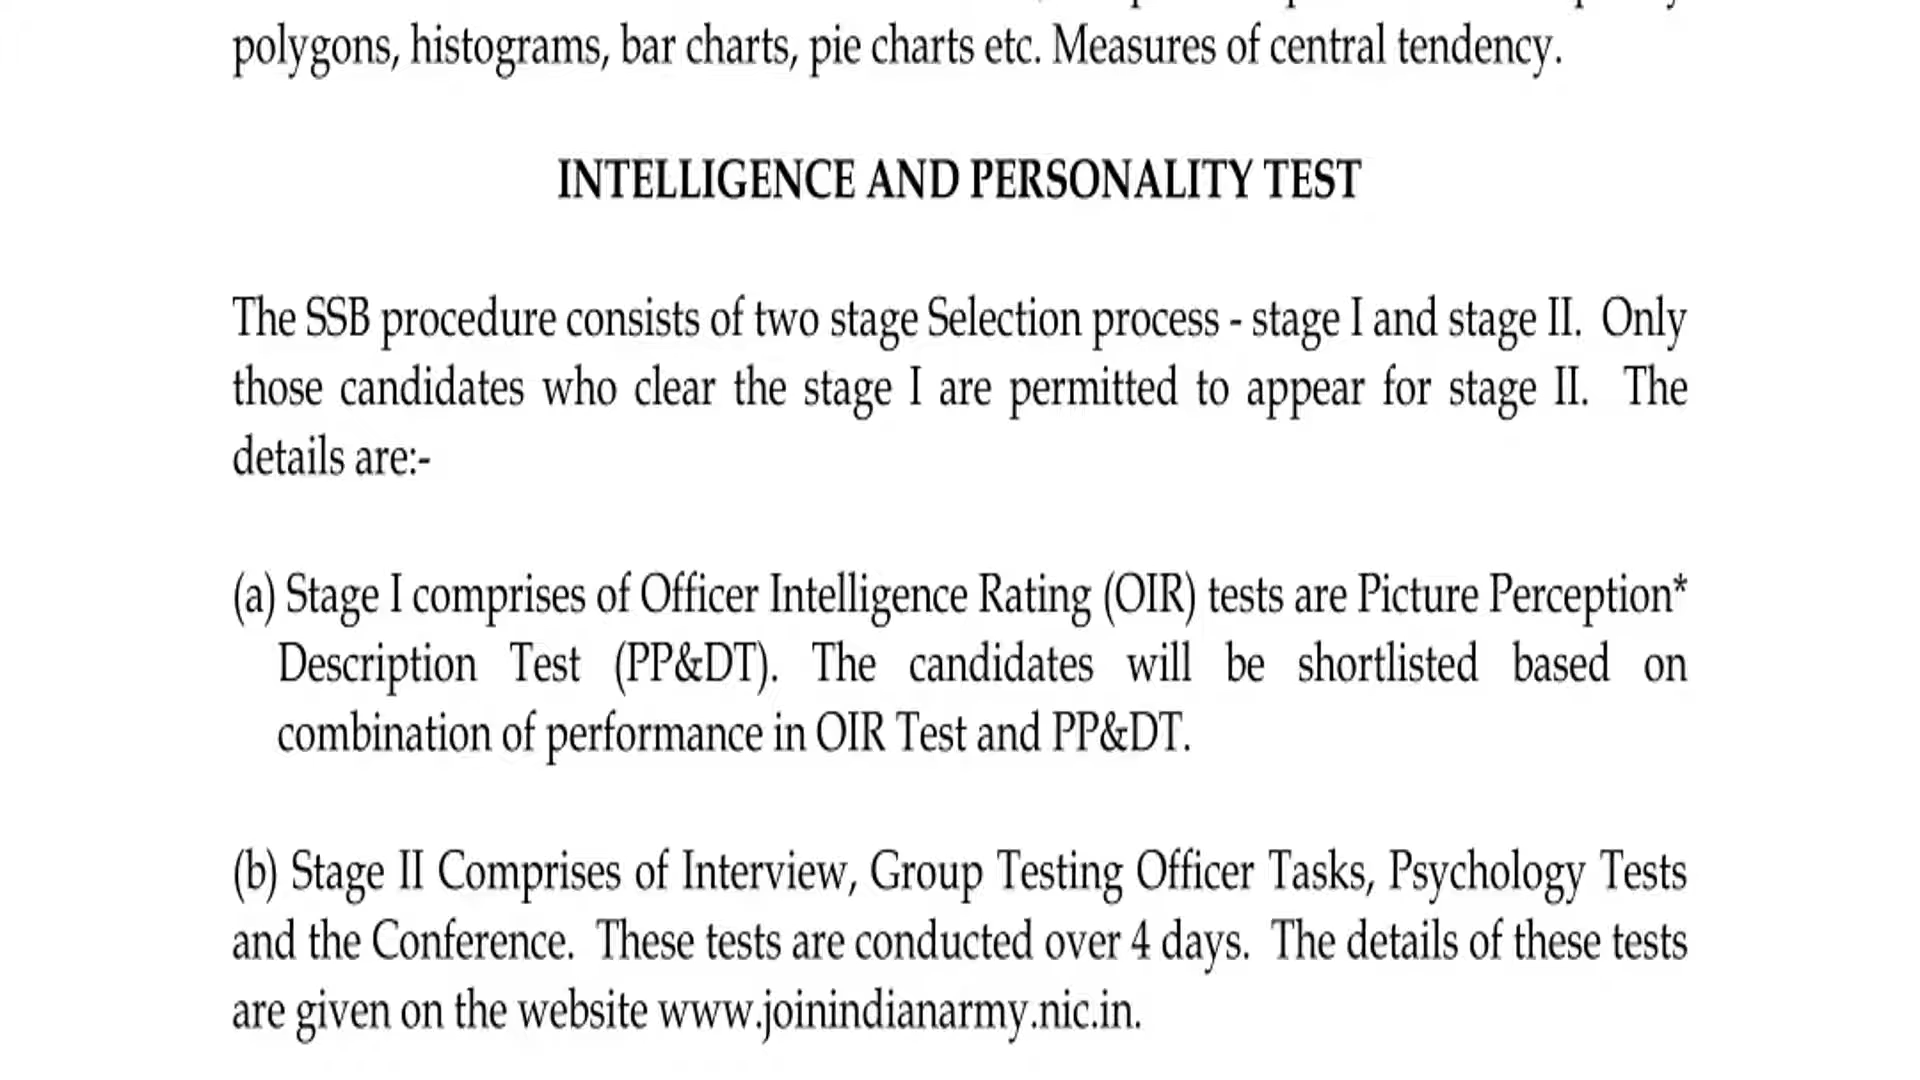 polygons, histograms, bar charts, pie charts etc. Measures of central tendency.
INTELLIGENCE AND PERSONALITY TEST
The SSB procedure consists of two stage Selection process - stage I and stage II. Only
those candidates who clear the stage I are permitted to appear for stage II. The
details are:-
(a) Stage I comprises of Officer Intelligence Rating (OIR) tests are Picture Perception*
Description Test (PP&DT). The candidates will be shortlisted based on
combination of performance in OIR Test and PP&DT.
(b) Stage II Comprises of Interview, Group Testing Officer Tasks, Psychology Tests
and the Conference. These tests are conducted over 4 days. The details of these tests
are given on the website www.joinindianarmy.nic.in.